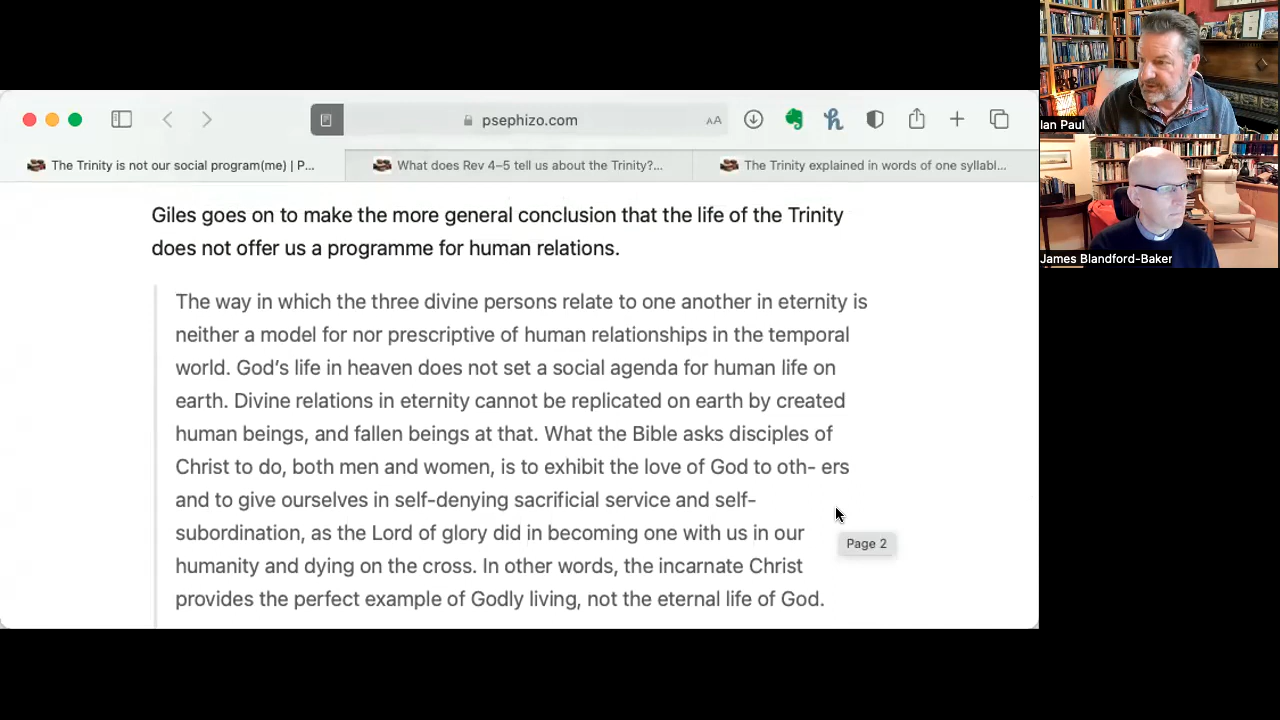 psephizo.com
AA
The Trinity is not our social program(me) | P...
What does Rev 4–5 tell us about the Trinity?...
The Trinity explained in words of one syllabl...
Giles goes on to make the more general conclusion that the life of the Trinity
does not offer us a programme for human relations.
The way in which the three divine persons relate to one another in eternity is
neither a model for nor prescriptive of human relationships in the temporal
world. God’s life in heaven does not set a social agenda for human life on
earth. Divine relations in eternity cannot be replicated on earth by created
human beings, and fallen beings at that. What the Bible asks disciples of
Christ to do, both men and women, is to exhibit the love of God to oth- ers
and to give ourselves in self-denying sacrificial service and self-
subordination, as the Lord of glory did in becoming one with us in our
humanity and dying on the cross. In other words, the incarnate Christ
provides the perfect example of Godly living, not the eternal life of God.
Page 2
Ian Paul
James Blandford-Baker